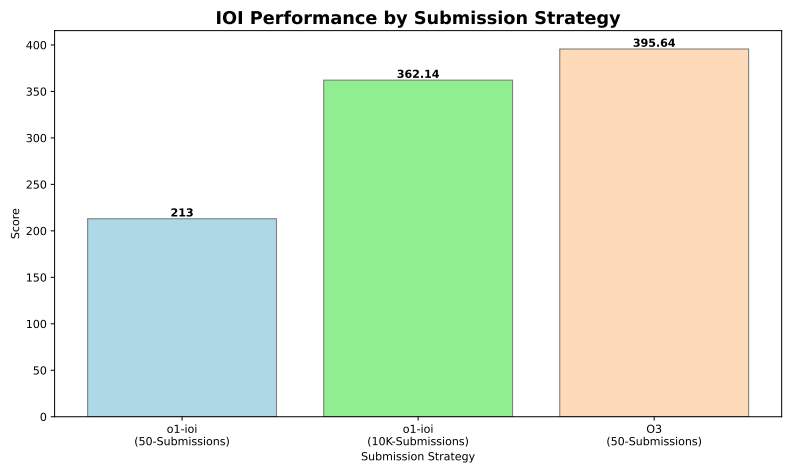 IOI Performance by Submission Strategy
Score
400
350
300
250
200
150
100
50
0
213
362.14
395.64
o1-ioi
(50-Submissions)
o1-ioi
(10K-Submissions)
O3
(50-Submissions)
Submission Strategy